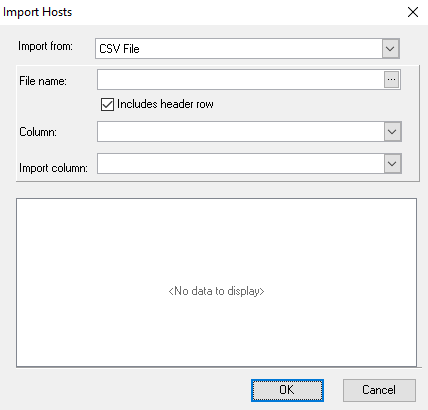 Import Hosts
Import from: CSV File
File name: ...
Includes header row
Column:
Import column:
<No data to display>
OK Cancel